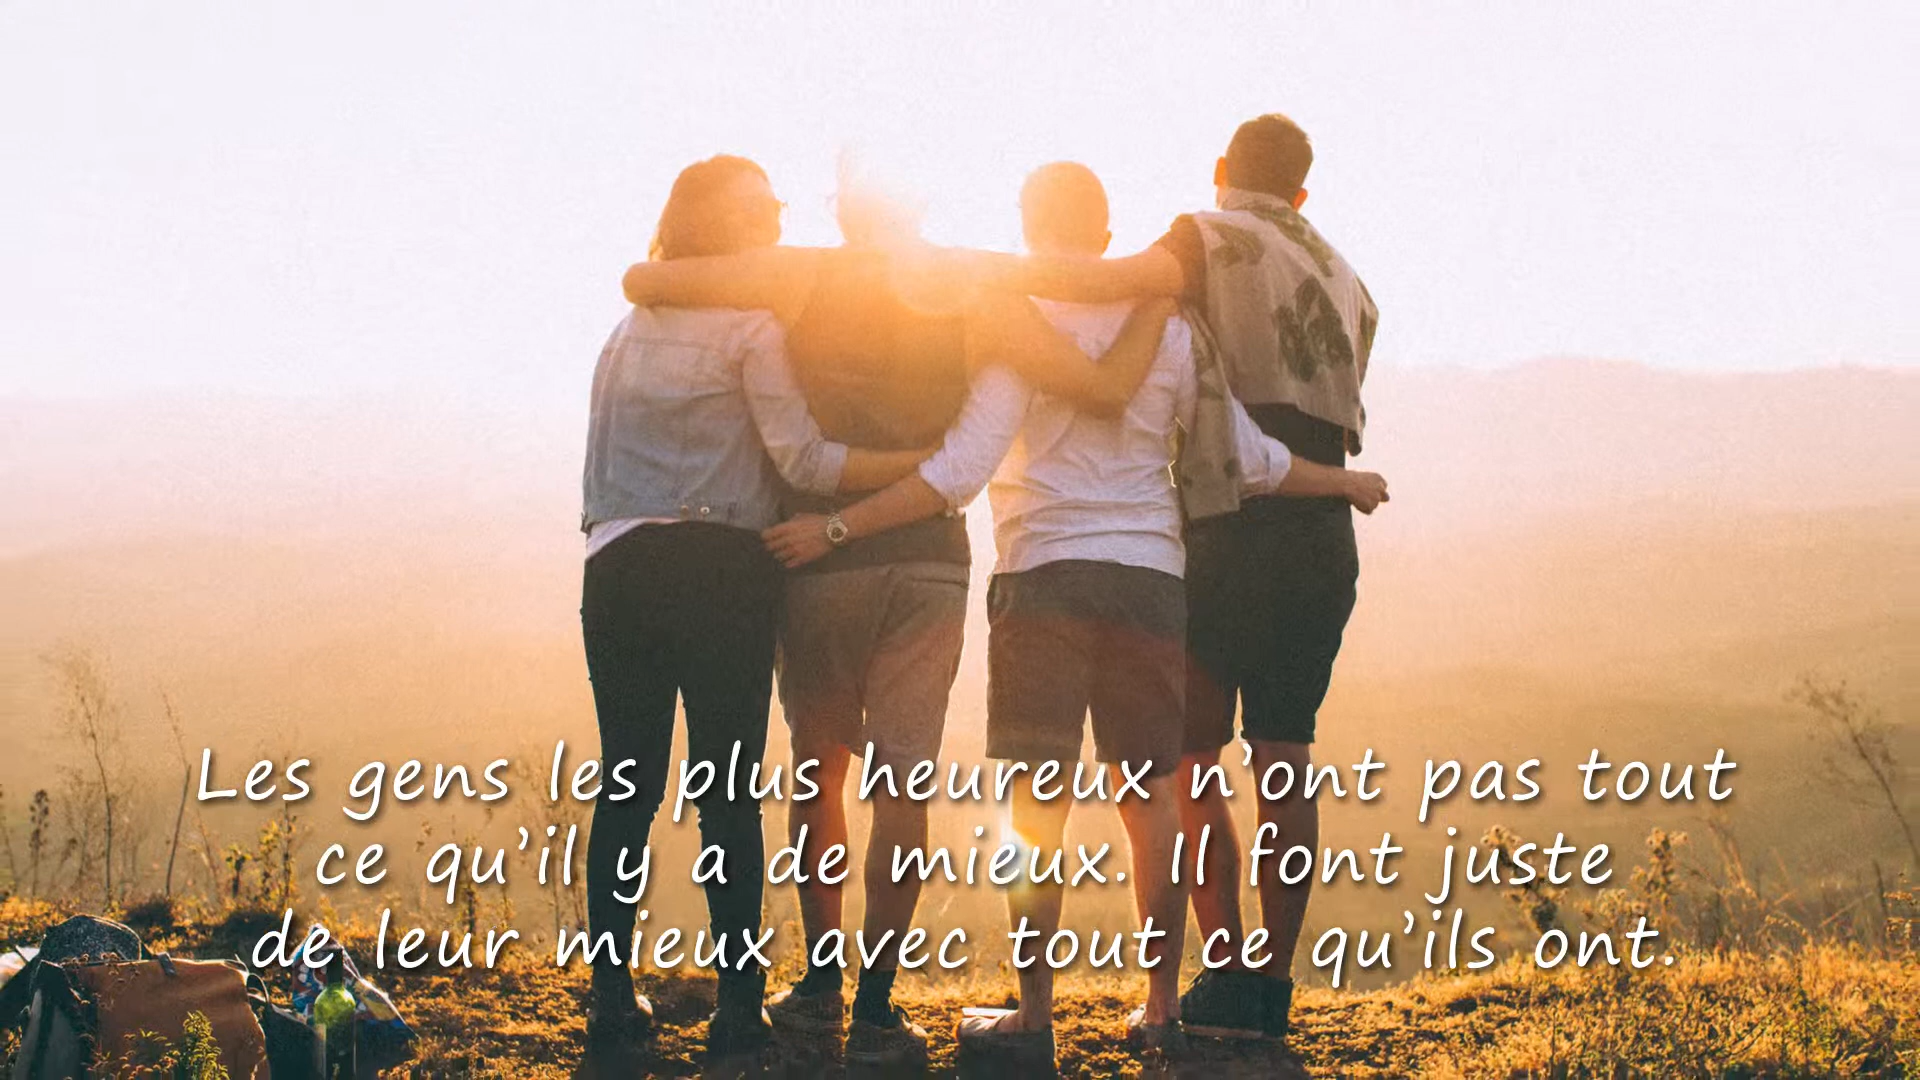 Les gens les plus heureux n’ont pas tout
ce qu’il y a de mieux. Il font juste
de leur mieux avec tout ce qu’ils ont.